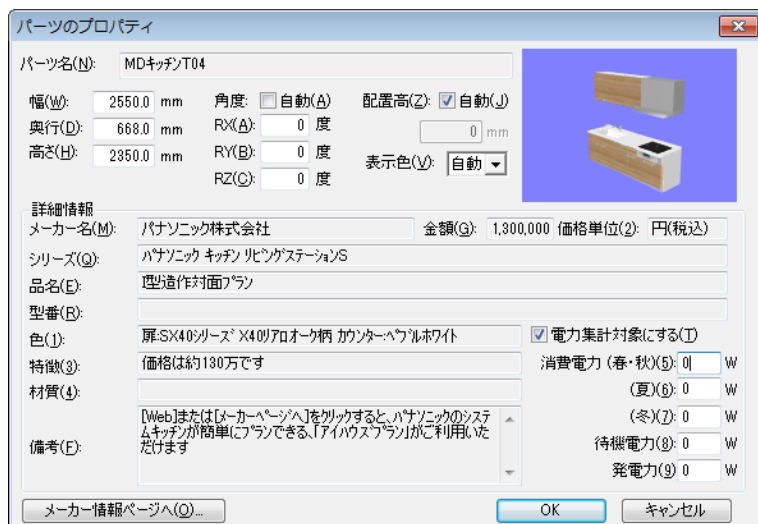 パーツのプロパティ
パーツ名(N): MDキッチンT04
幅(W): 2550.0 mm 角度: 自動(A) 配置高(Z): 自動(J)
奥行(D): 668.0 mm RX(A): 0 度 0 mm
高さ(H): 2350.0 mm RY(B): 0 度 表示色(V): 自動
RZ(C): 0 度
詳細情報
メーカー名(M): パナソニック株式会社 金額(G): 1,300,000 価格単位(2): 円(税込)
シリーズ(Q): パナソニック キッチン リビングステーションS
品名(E): I型造作対面プラン
型番(R):
色(1): 扉:SX40シリーズ X40リアロオーク柄 カウンター:ペブルホワイト 電力集計対象にする(T)
特徴(3): 価格は約130万です 消費電力 (春・秋)(5): 0 W
材質(4): (夏)(6): 0 W
備考(F): [Web]または[メーカーページへ]をクリックすると、パナソニックのシステ
ムキッチンが簡単にプランできる、「アイハウスプラン」がご利用いた
だけます
(冬)(7): 0 W
待機電力(8): 0 W
発電力(9) 0 W
メーカー情報ページへ(O)... OK キャンセル